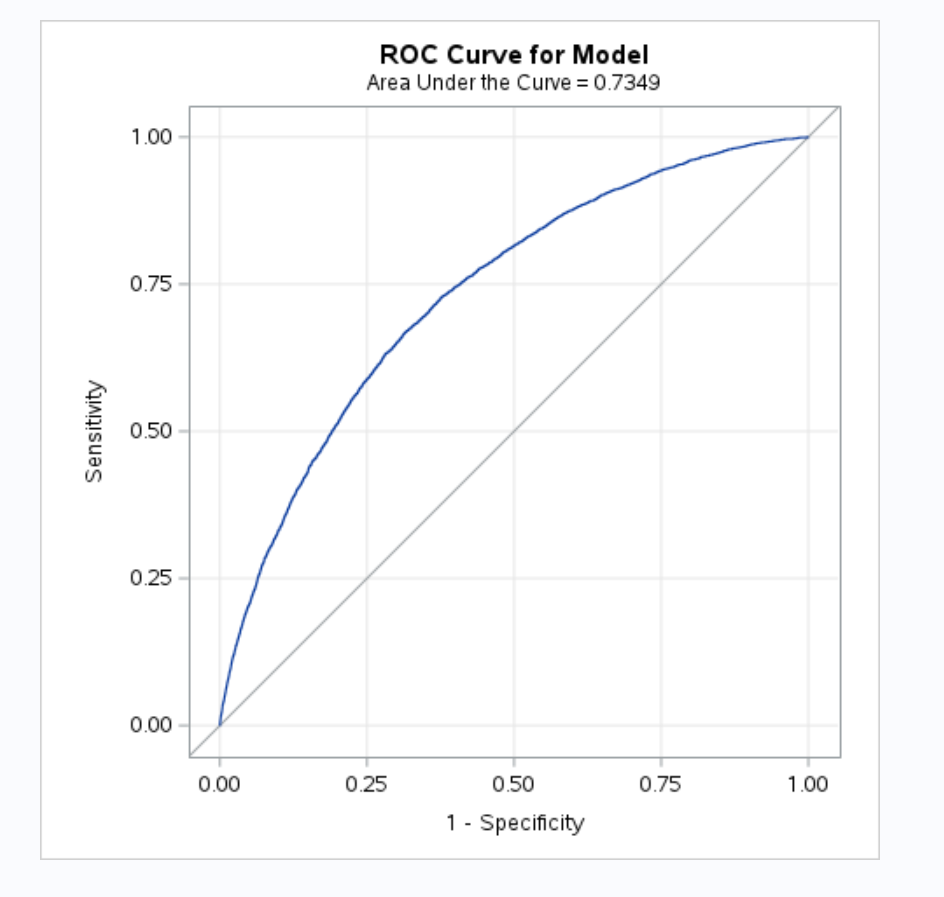 ROC Curve for Model
Area Under the Curve = 0.7349
1.00
0.75
0.50
0.25
0.00
Sensitivity
0.00 0.25 0.50 0.75 1.00
1 - Specificity